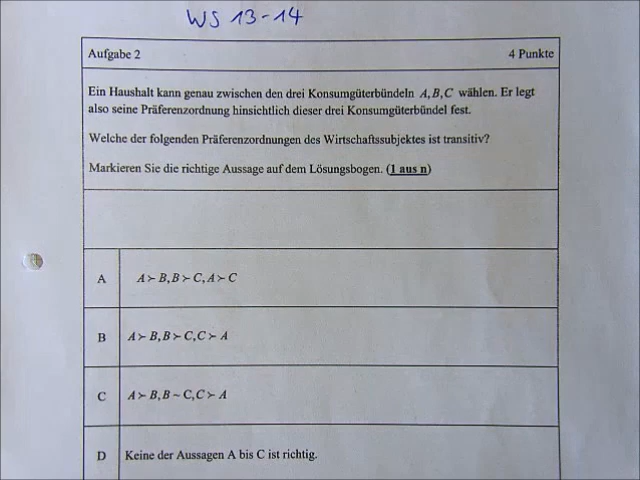 WS 13-14
Aufgabe 2 4 Punkte
Ein Haushalt kann genau zwischen den drei Konsumgüterbündeln A, B, C wählen. Er legt
also seine Präferenzordnung hinsichtlich dieser drei Konsumgüterbündel fest.
Welche der folgenden Präferenzordnungen des Wirtschaftssubjektes ist transitiv?
Markieren Sie die richtige Aussage auf dem Lösungsbogen. (1 aus n)
A A ≻ B, B ≻ C, A ≻ C
B A ≻ B, B ≻ C, C ≻ A
C A ≻ B, B ~ C, C ≻ A
D Keine der Aussagen A bis C ist richtig.